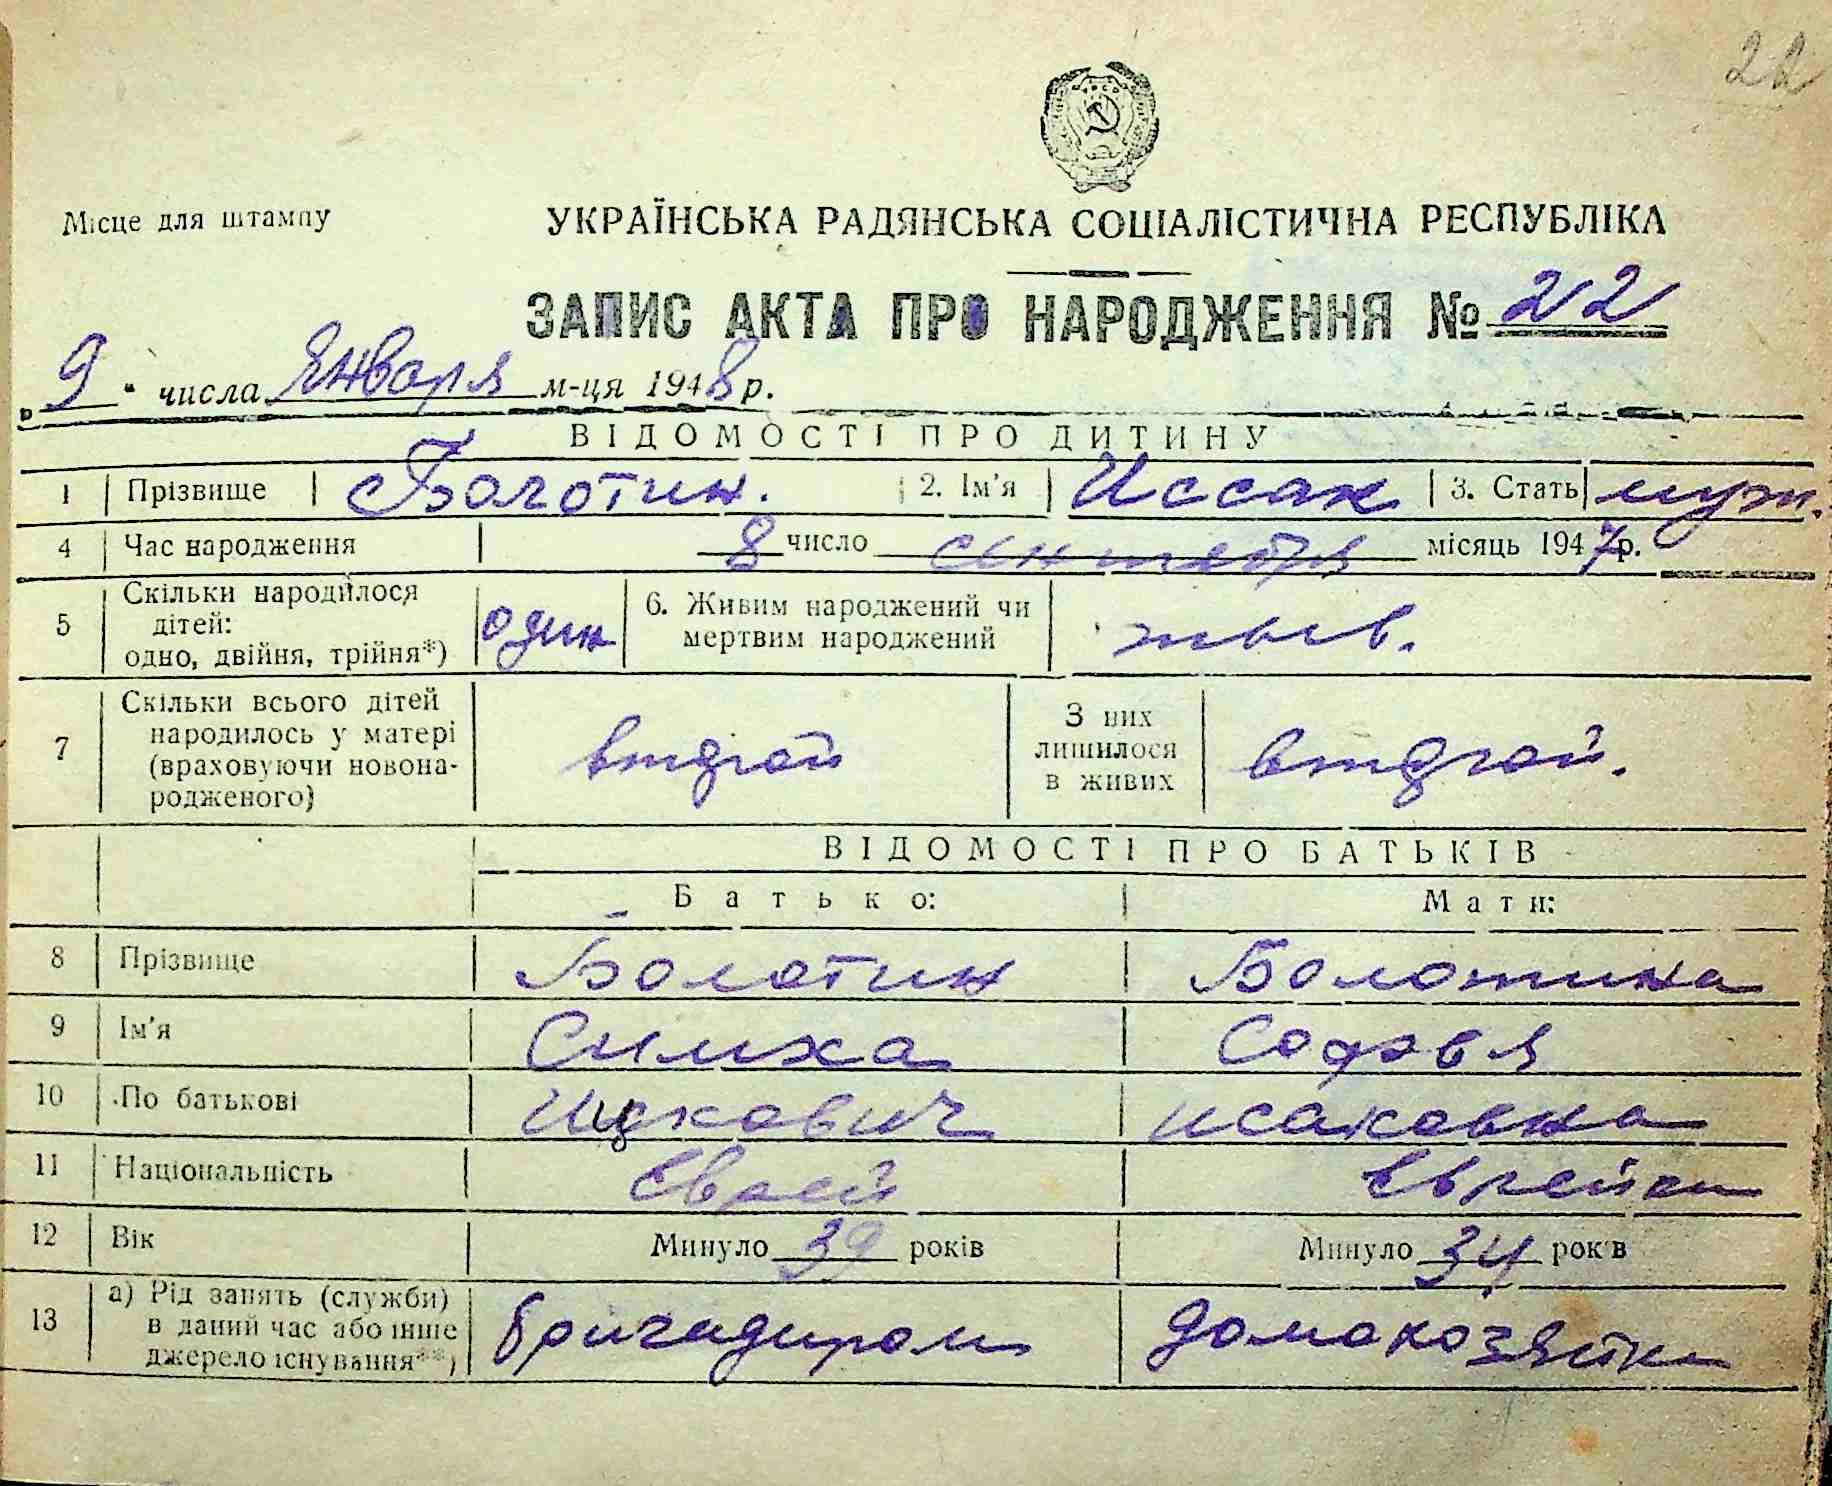 22
УРСР
Місце для штампу
УКРАЇНСЬКА РАДЯНСЬКА СОЦІАЛІСТИЧНА РЕСПУБЛІКА
ЗАПИС АКТА ПРО НАРОДЖЕННЯ № 22
„ 9 “ числа Января м-ця 1948 р.
ВІДОМОСТІ ПРО ДИТИНУ
1 Прізвище Болотин. 2. Ім'я Иссак 3. Стать муж.
4 Час народження 8 число сентября місяць 1947 р.
5 Скільки народилося дітей: одно, двійня, трійня*) один 6. Живим народжений чи мертвим народжений жыв.
7 Скільки всього дітей народилось у матері (враховуючи новонародженого) второй З них лишилося в живих второй.
ВІДОМОСТІ ПРО БАТЬКІВ
Батько: Мати:
8 Прізвище Болотин Болотина
9 Ім'я Симха Софья
10 По батькові Ицкович исаковна
11 Національність Еврей Еврейка
12 Вік Минуло 39 років Минуло 34 років
13 а) Рід занять (служби) в даний час або інше джерело існування**) бригадиром домохозяйка